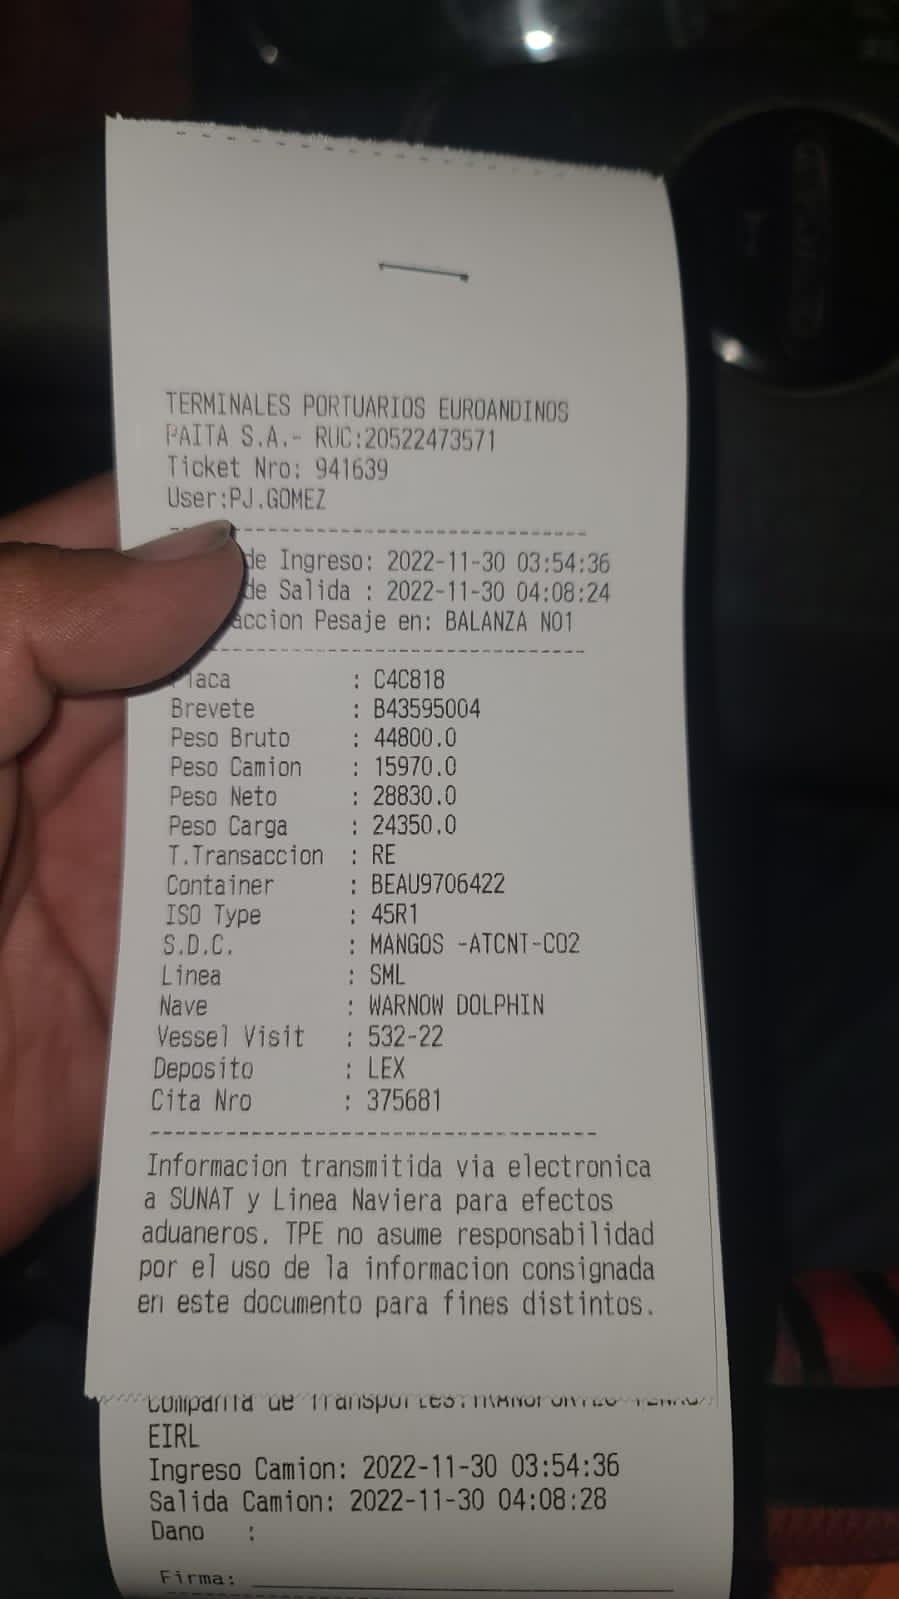 TERMINALES PORTUARIOS EUROANDINOS
PAITA S.A.- RUC:20522473571
Ticket Nro: 941639
User:PJ.GOMEZ
de Ingreso: 2022-11-30 03:54:36
de Salida : 2022-11-30 04:08:24
accion Pesaje en: BALANZA NO1
Placa : C4C818
Brevete : B43595004
Peso Bruto : 44800.0
Peso Camion : 15970.0
Peso Neto : 28830.0
Peso Carga : 24350.0
T.Transaccion : RE
Container : BEAU9706422
ISO Type : 45R1
S.D.C. : MANGOS -ATCNT-CO2
Linea : SML
Nave : WARNOW DOLPHIN
Vessel Visit : 532-22
Deposito : LEX
Cita Nro : 375681
Informacion transmitida via electronica
a SUNAT y Linea Naviera para efectos
aduaneros. TPE no asume responsabilidad
por el uso de la informacion consignada
en este documento para fines distintos.
Compania de Transportes:
EIRL
Ingreso Camion: 2022-11-30 03:54:36
Salida Camion: 2022-11-30 04:08:28
Dano :
Firma: